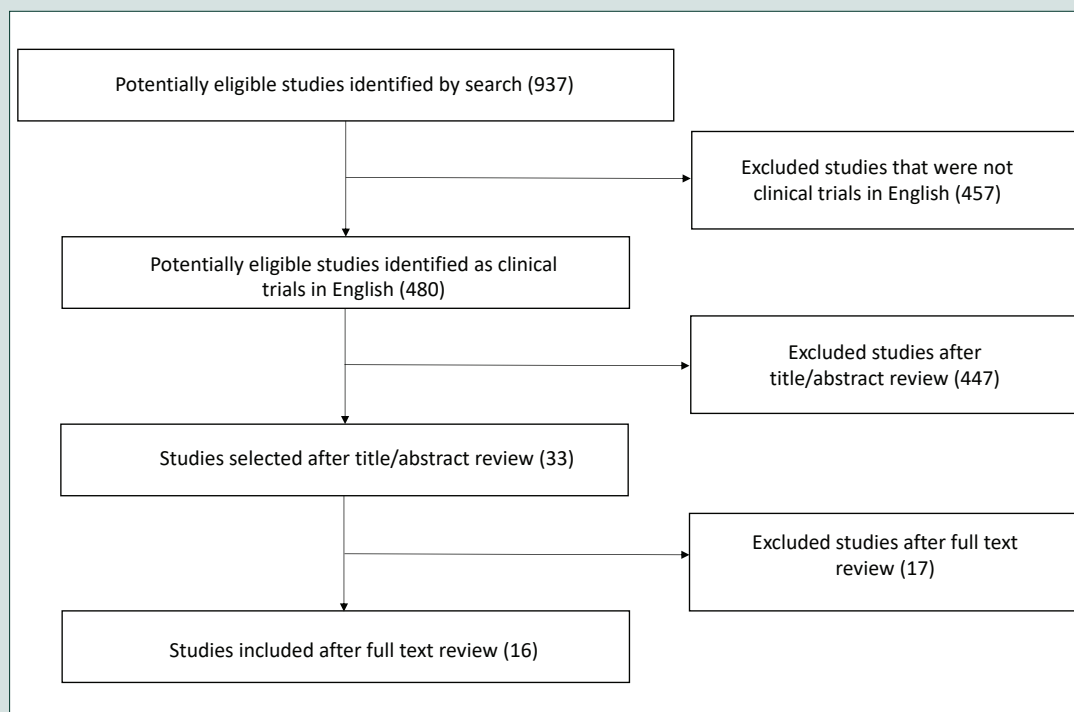 Potentially eligible studies identified by search (937)
Excluded studies that were not
clinical trials in English (457)
Potentially eligible studies identified as clinical
trials in English (480)
Excluded studies after
title/abstract review (447)
Studies selected after title/abstract review (33)
Excluded studies after full text
review (17)
Studies included after full text review (16)